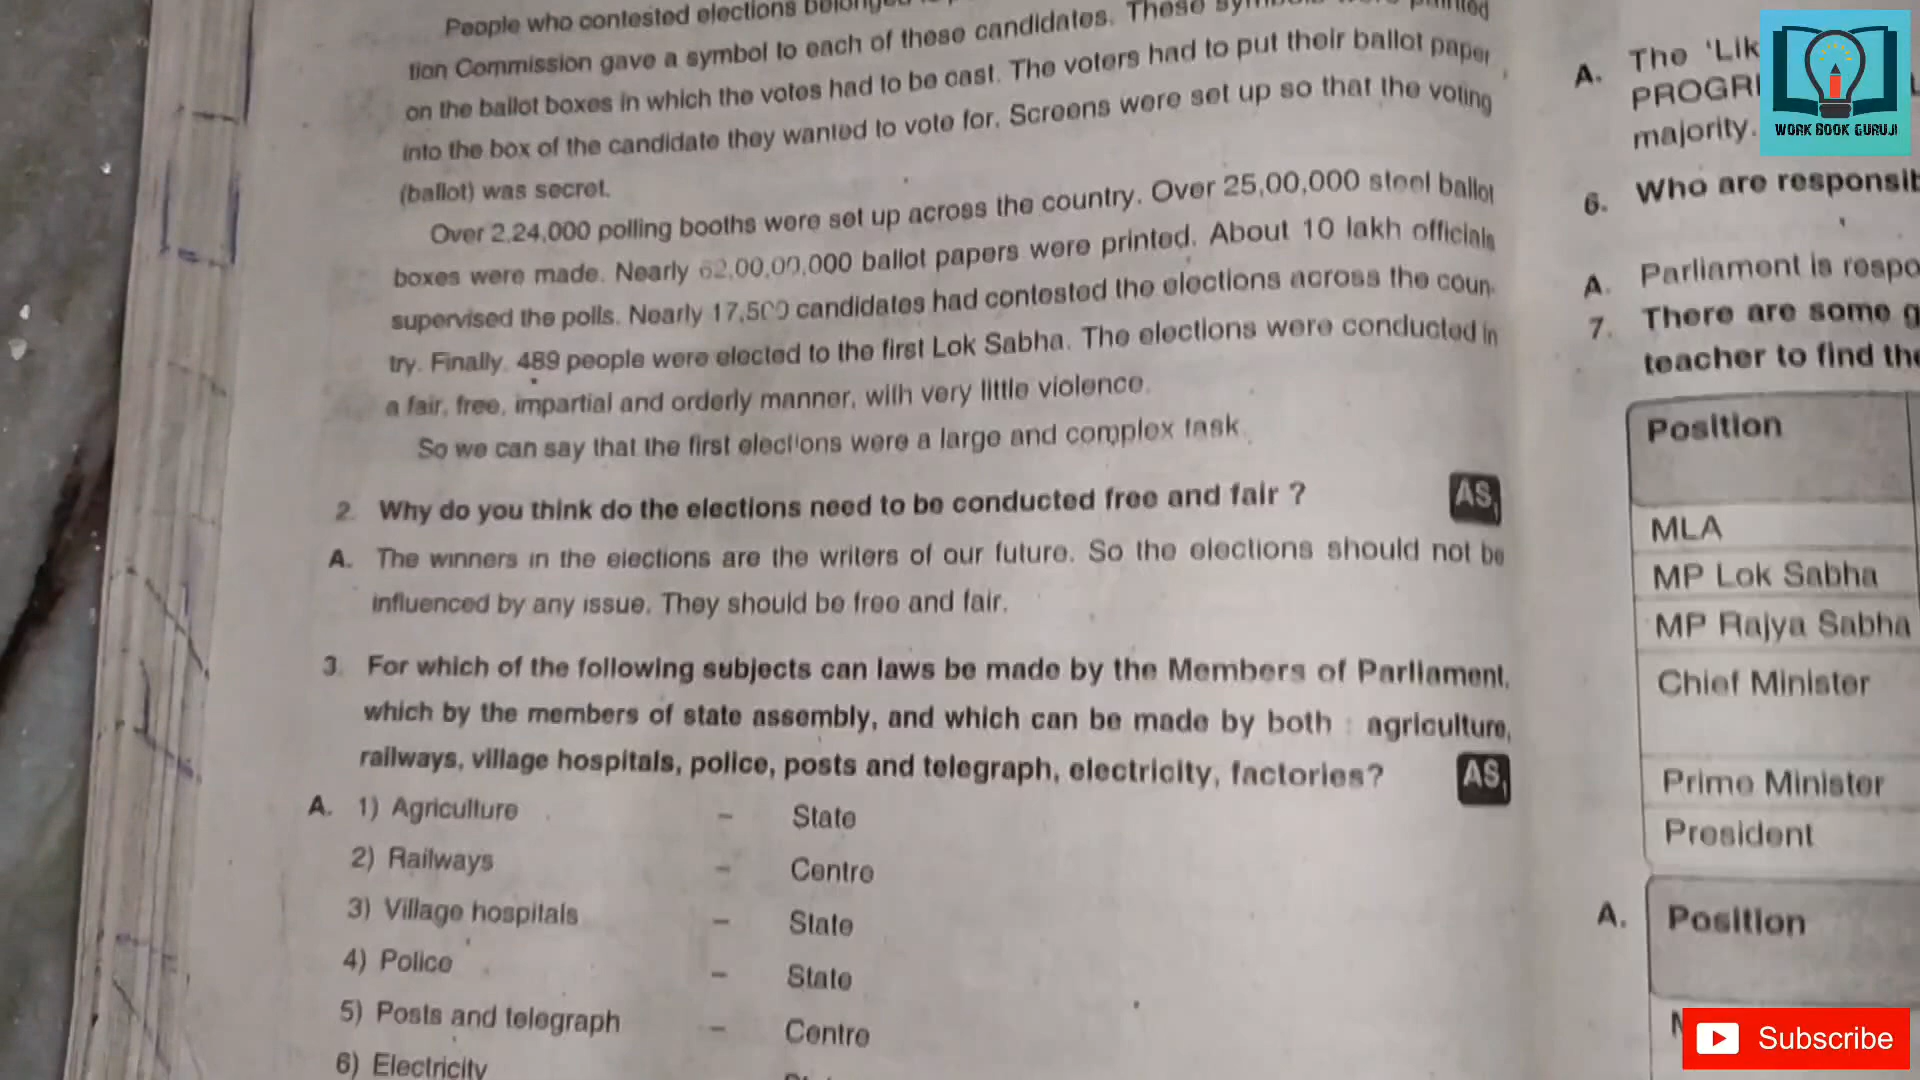 People who contested elections
tion Commission gave a symbol to each of these candidates. These
on the ballot boxes in which the votes had to be cast. The voters had to put their ballot paper
into the box of the candidate they wanted to vote for. Screens were set up so that the voting
(ballot) was secret.
Over 2,24,000 polling booths were set up across the country. Over 25,00,000 steel ballot
boxes were made. Nearly 62,00,00,000 ballot papers were printed. About 10 lakh officials
supervised the polls. Nearly 17,500 candidates had contested the elections across the coun-
try. Finally, 489 people were elected to the first Lok Sabha. The elections were conducted in
a fair, free, impartial and orderly manner, with very little violence.
So we can say that the first elections were a large and complex task.
2. Why do you think do the elections need to be conducted free and fair ? AS1
A. The winners in the elections are the writers of our future. So the elections should not be
influenced by any issue. They should be free and fair.
3. For which of the following subjects can laws be made by the Members of Parliament,
which by the members of state assembly, and which can be made by both : agriculture,
railways, village hospitals, police, posts and telegraph, electricity, factories? AS1
A. 1) Agriculture - State
2) Railways - Centre
3) Village hospitals - State
4) Police - State
5) Posts and telegraph - Centre
6) Electricity
A. The 'Lik
PROGR
majority.
6. Who are responsib
A. Parliament is respo
7. There are some g
teacher to find the
Position
MLA
MP Lok Sabha
MP Rajya Sabha
Chief Minister
Prime Minister
President
A. Position
WORK BOOK GURUJI
Subscribe